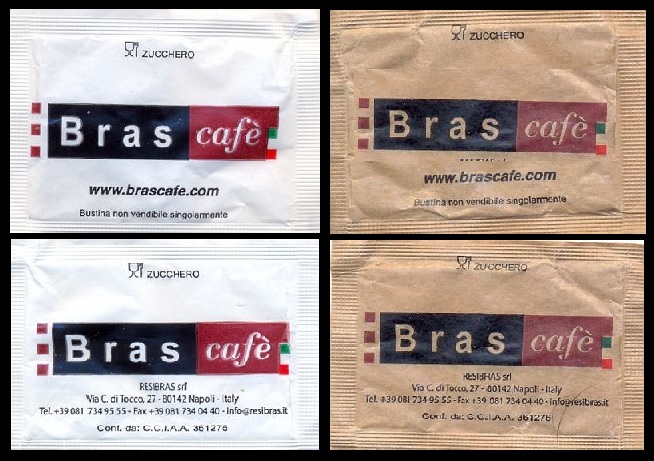 ZUCCHERO
Bras cafè
www.brascafe.com
Bustina non vendibile singolarmente
ZUCCHERO
Bras cafè
www.brascafe.com
Bustina non vendibile singolarmente
ZUCCHERO
Bras cafè
RESIBRAS srl
Via C. di Tocco, 27 - 80142 Napoli - Italy
Tel. +39 081 734 95 55 - Fax +39 081 734 04 40 - Info@resibras.it
Conf. da: C.C.I.A.A. 361276
ZUCCHERO
Bras cafè
RESIBRAS srl
Via C. di Tocco, 27 - 80142 Napoli - Italy
Tel. +39 081 734 95 55 - Fax +39 081 734 04 40 - Info@resibras.it
Conf. da: C.C.I.A.A. 361276